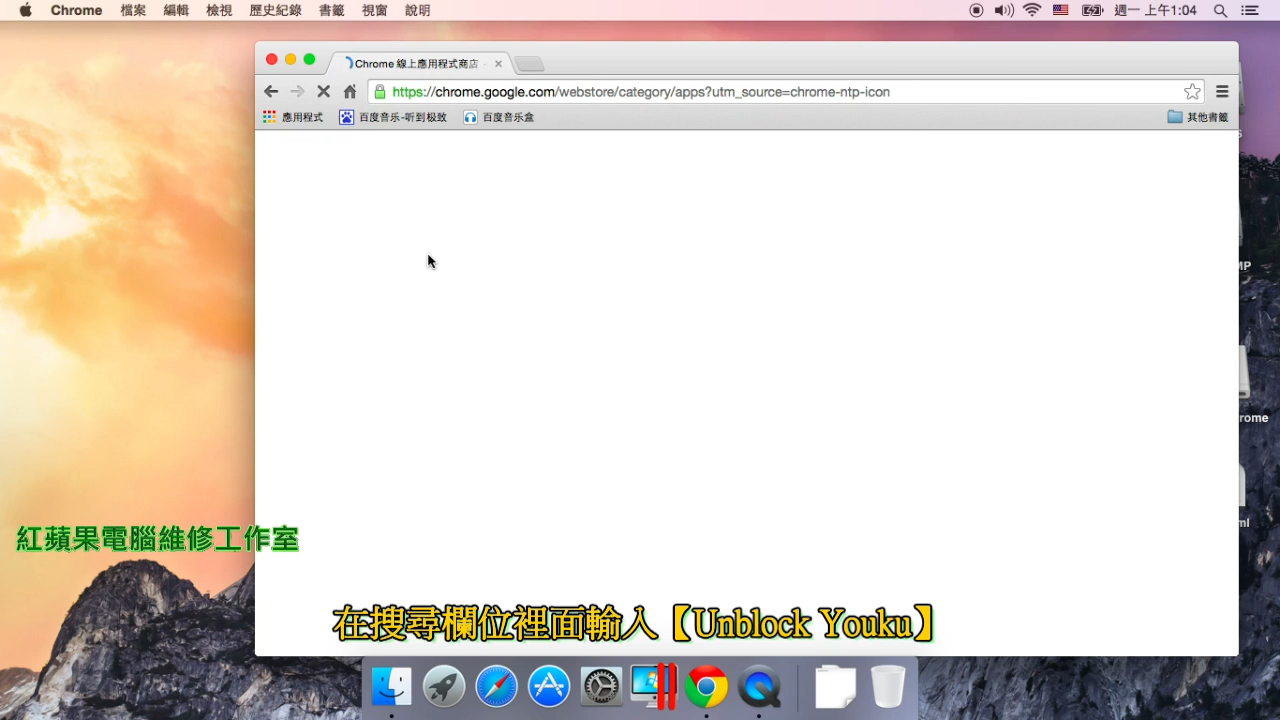 Chrome 檔案 編輯 檢視 歷史紀錄 書籤 視窗 說明 週一 上午1:04
Chrome 線上應用程式商店
https://chrome.google.com/webstore/category/apps?utm_source=chrome-ntp-icon
應用程式 百度音乐-听到极致 百度音乐盒 其他書籤
MP
rome
ml
紅蘋果電腦維修工作室
在搜尋欄位裡面輸入【Unblock Youku】